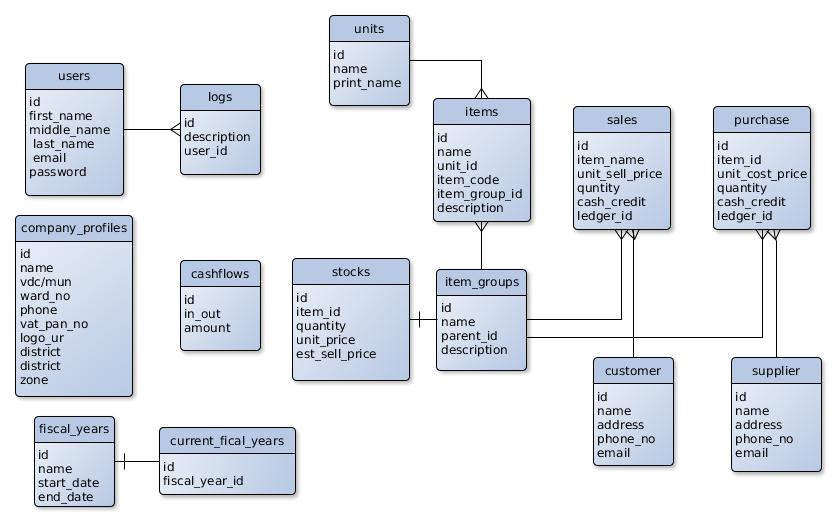 units
id
name
print_name
users
id
first_name
middle_name
last_name
email
password
logs
id
description
user_id
items
id
name
unit_id
item_code
item_group_id
description
sales
id
item_name
unit_sell_price
quntity
cash_credit
ledger_id
purchase
id
item_id
unit_cost_price
quantity
cash_credit
ledger_id
company_profiles
id
name
vdc/mun
ward_no
phone
vat_pan_no
logo_ur
district
district
zone
cashflows
id
in_out
amount
stocks
id
item_id
quantity
unit_price
est_sell_price
item_groups
id
name
parent_id
description
customer
id
name
address
phone_no
email
supplier
id
name
address
phone_no
email
fiscal_years
id
name
start_date
end_date
current_fical_years
id
fiscal_year_id